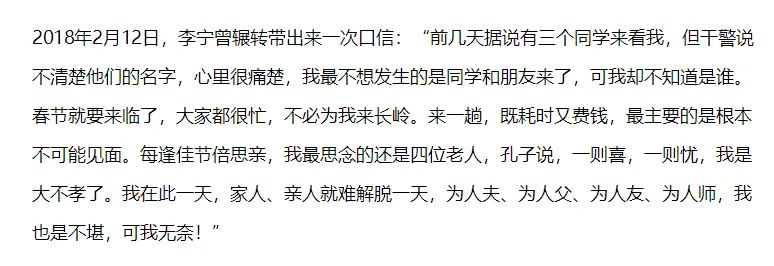 2018年2月12日，李宁曾辗转带出来一次口信：“前几天据说有三个同学来看我，但干警说
不清楚他们的名字，心里很痛楚，我最不想发生的是同学和朋友来了，可我却不知道是谁。
春节就要来临了，大家都很忙，不必为我来长岭。来一趟，既耗时又费钱，最主要的是根本
不可能见面。每逢佳节倍思亲，我最思念的还是四位老人，孔子说，一则喜，一则忧，我是
大不孝了。我在此一天，家人、亲人就难解脱一天，为人夫、为人父、为人友、为人师，我
也是不堪，可我无奈！”